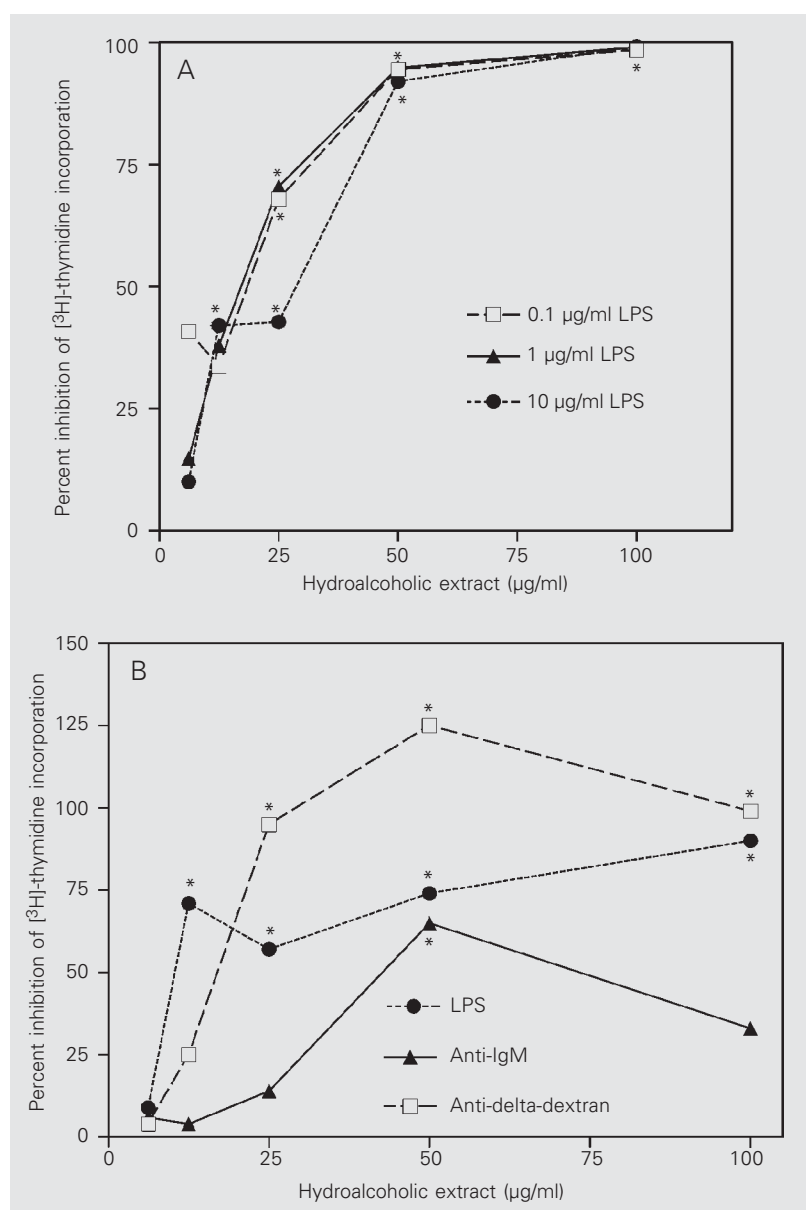 A
Percent inhibition of [³H]-thymidine incorporation
100
75
50
25
0
* * * * * * * *
0.1 µg/ml LPS
1 µg/ml LPS
10 µg/ml LPS
0 25 50 75 100
Hydroalcoholic extract (µg/ml)
B
Percent inhibition of [³H]-thymidine incorporation
150
125
100
75
50
25
0
* * * * * * * *
LPS
Anti-IgM
Anti-delta-dextran
0 25 50 75 100
Hydroalcoholic extract (µg/ml)